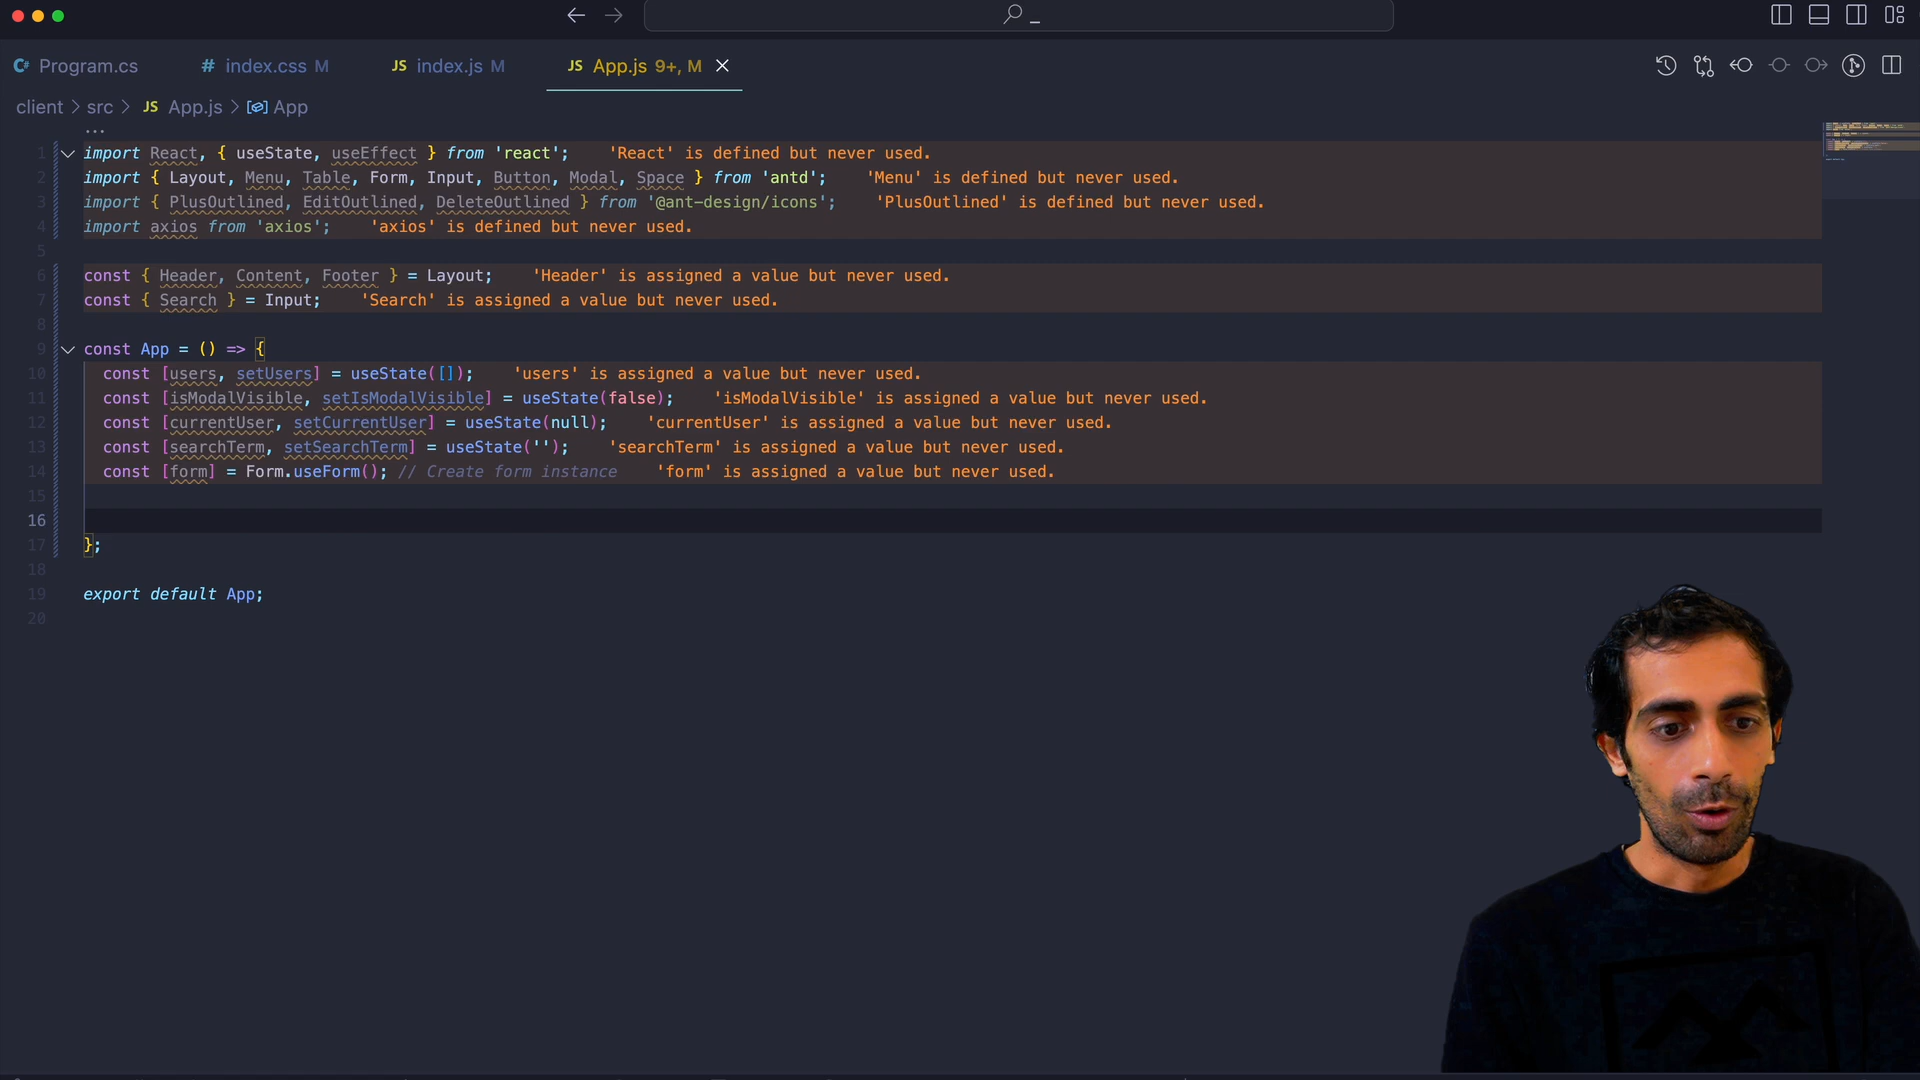 Program.cs
# index.css M
JS index.js M
JS App.js 9+, M
client > src > JS App.js > App
...
1 import React, { useState, useEffect } from 'react'; 'React' is defined but never used.
2 import { Layout, Menu, Table, Form, Input, Button, Modal, Space } from 'antd'; 'Menu' is defined but never used.
3 import { PlusOutlined, EditOutlined, DeleteOutlined } from '@ant-design/icons'; 'PlusOutlined' is defined but never used.
4 import axios from 'axios'; 'axios' is defined but never used.
5
6 const { Header, Content, Footer } = Layout; 'Header' is assigned a value but never used.
7 const { Search } = Input; 'Search' is assigned a value but never used.
8
9 const App = () => {
10 const [users, setUsers] = useState([]); 'users' is assigned a value but never used.
11 const [isModalVisible, setIsModalVisible] = useState(false); 'isModalVisible' is assigned a value but never used.
12 const [currentUser, setCurrentUser] = useState(null); 'currentUser' is assigned a value but never used.
13 const [searchTerm, setSearchTerm] = useState(''); 'searchTerm' is assigned a value but never used.
14 const [form] = Form.useForm(); // Create form instance 'form' is assigned a value but never used.
15
16
17 };
18
19 export default App;
20